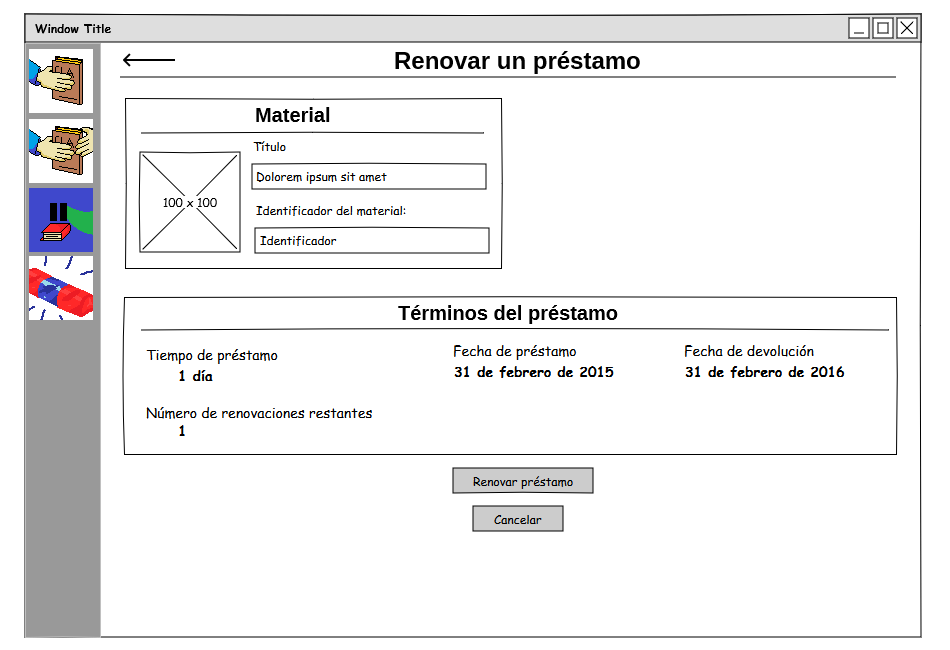 Window Title
Renovar un préstamo
Material
Título
Dolorem ipsum sit amet
100 x 100
Identificador del material:
Identificador
Términos del préstamo
Tiempo de préstamo
1 día
Fecha de préstamo
31 de febrero de 2015
Fecha de devolución
31 de febrero de 2016
Número de renovaciones restantes
1
Renovar préstamo
Cancelar